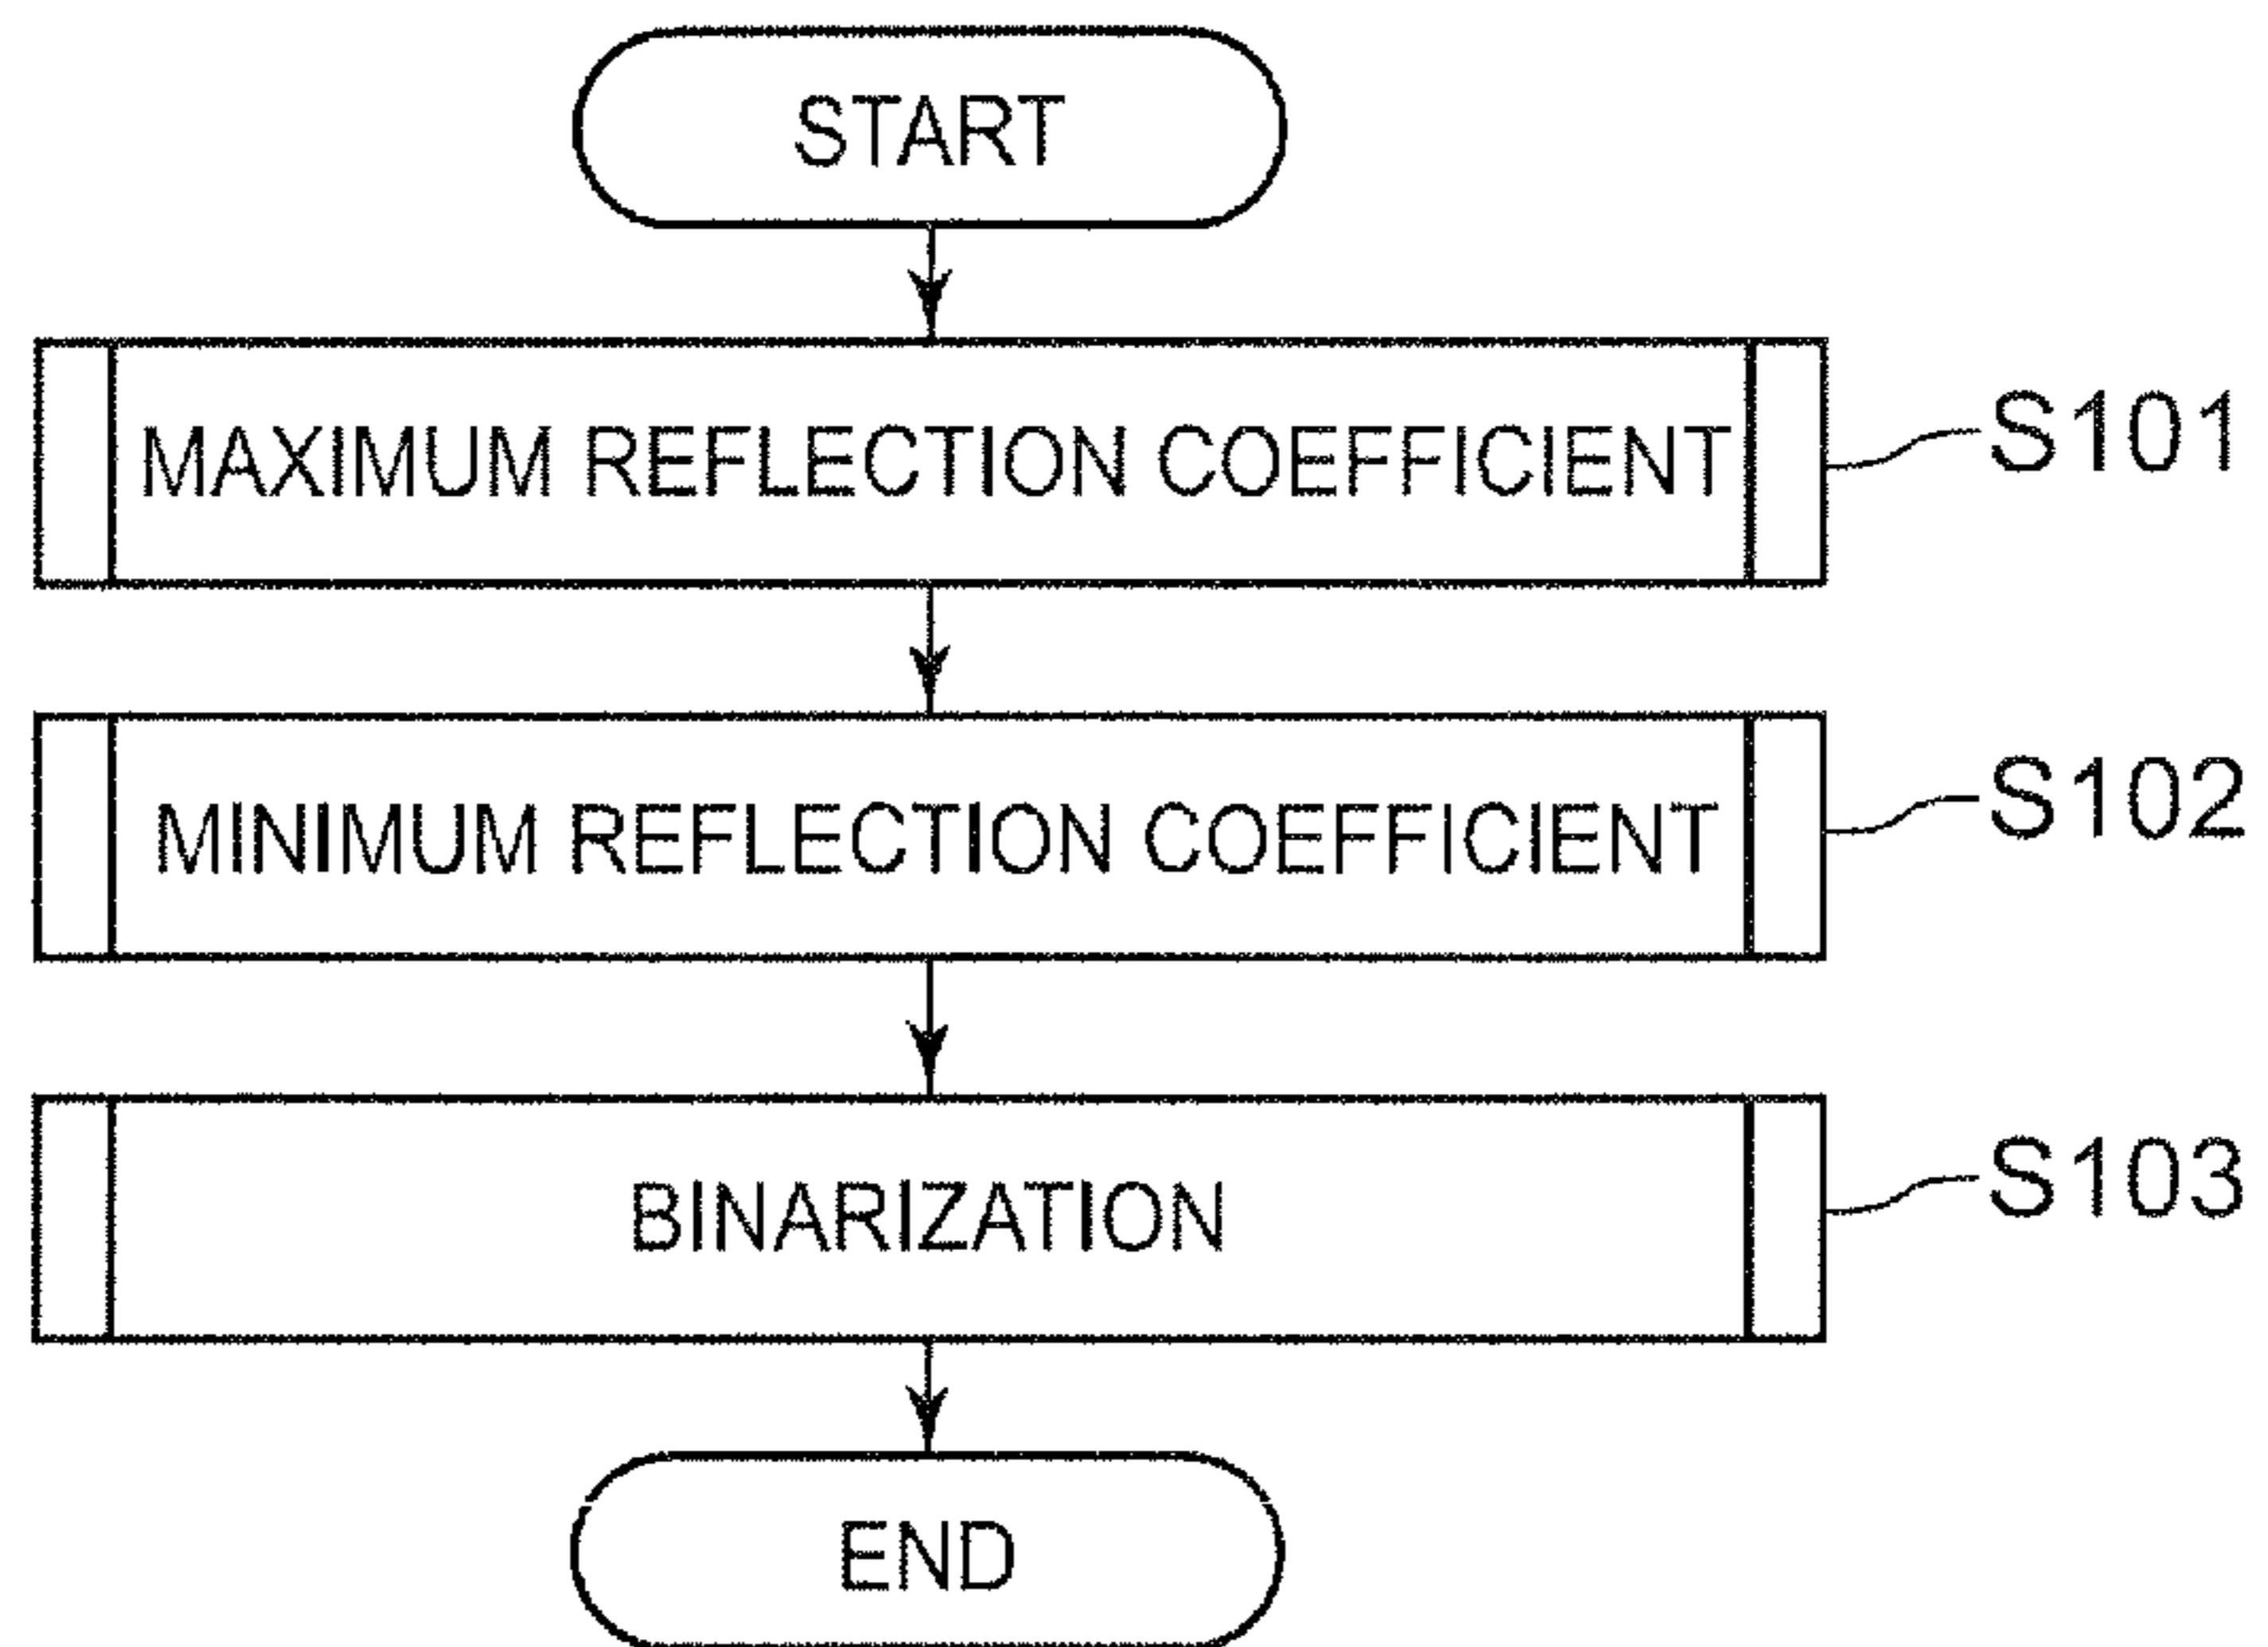 START
MAXIMUM REFLECTION COEFFICIENT
S101
MINIMUM REFLECTION COEFFICIENT
S102
BINARIZATION
S103
END